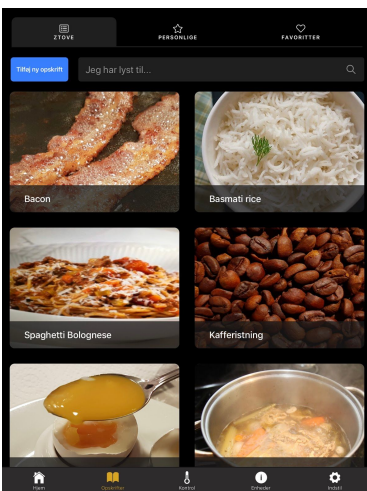 ZTOVE
PERSONLIGE
FAVORITTER
Tilføj ny opskrift
Jeg har lyst til...
Bacon
Basmati rice
Spaghetti Bolognese
Kafferistning
Hjem
Opskrifter
Kontrol
Enheder
Indstil